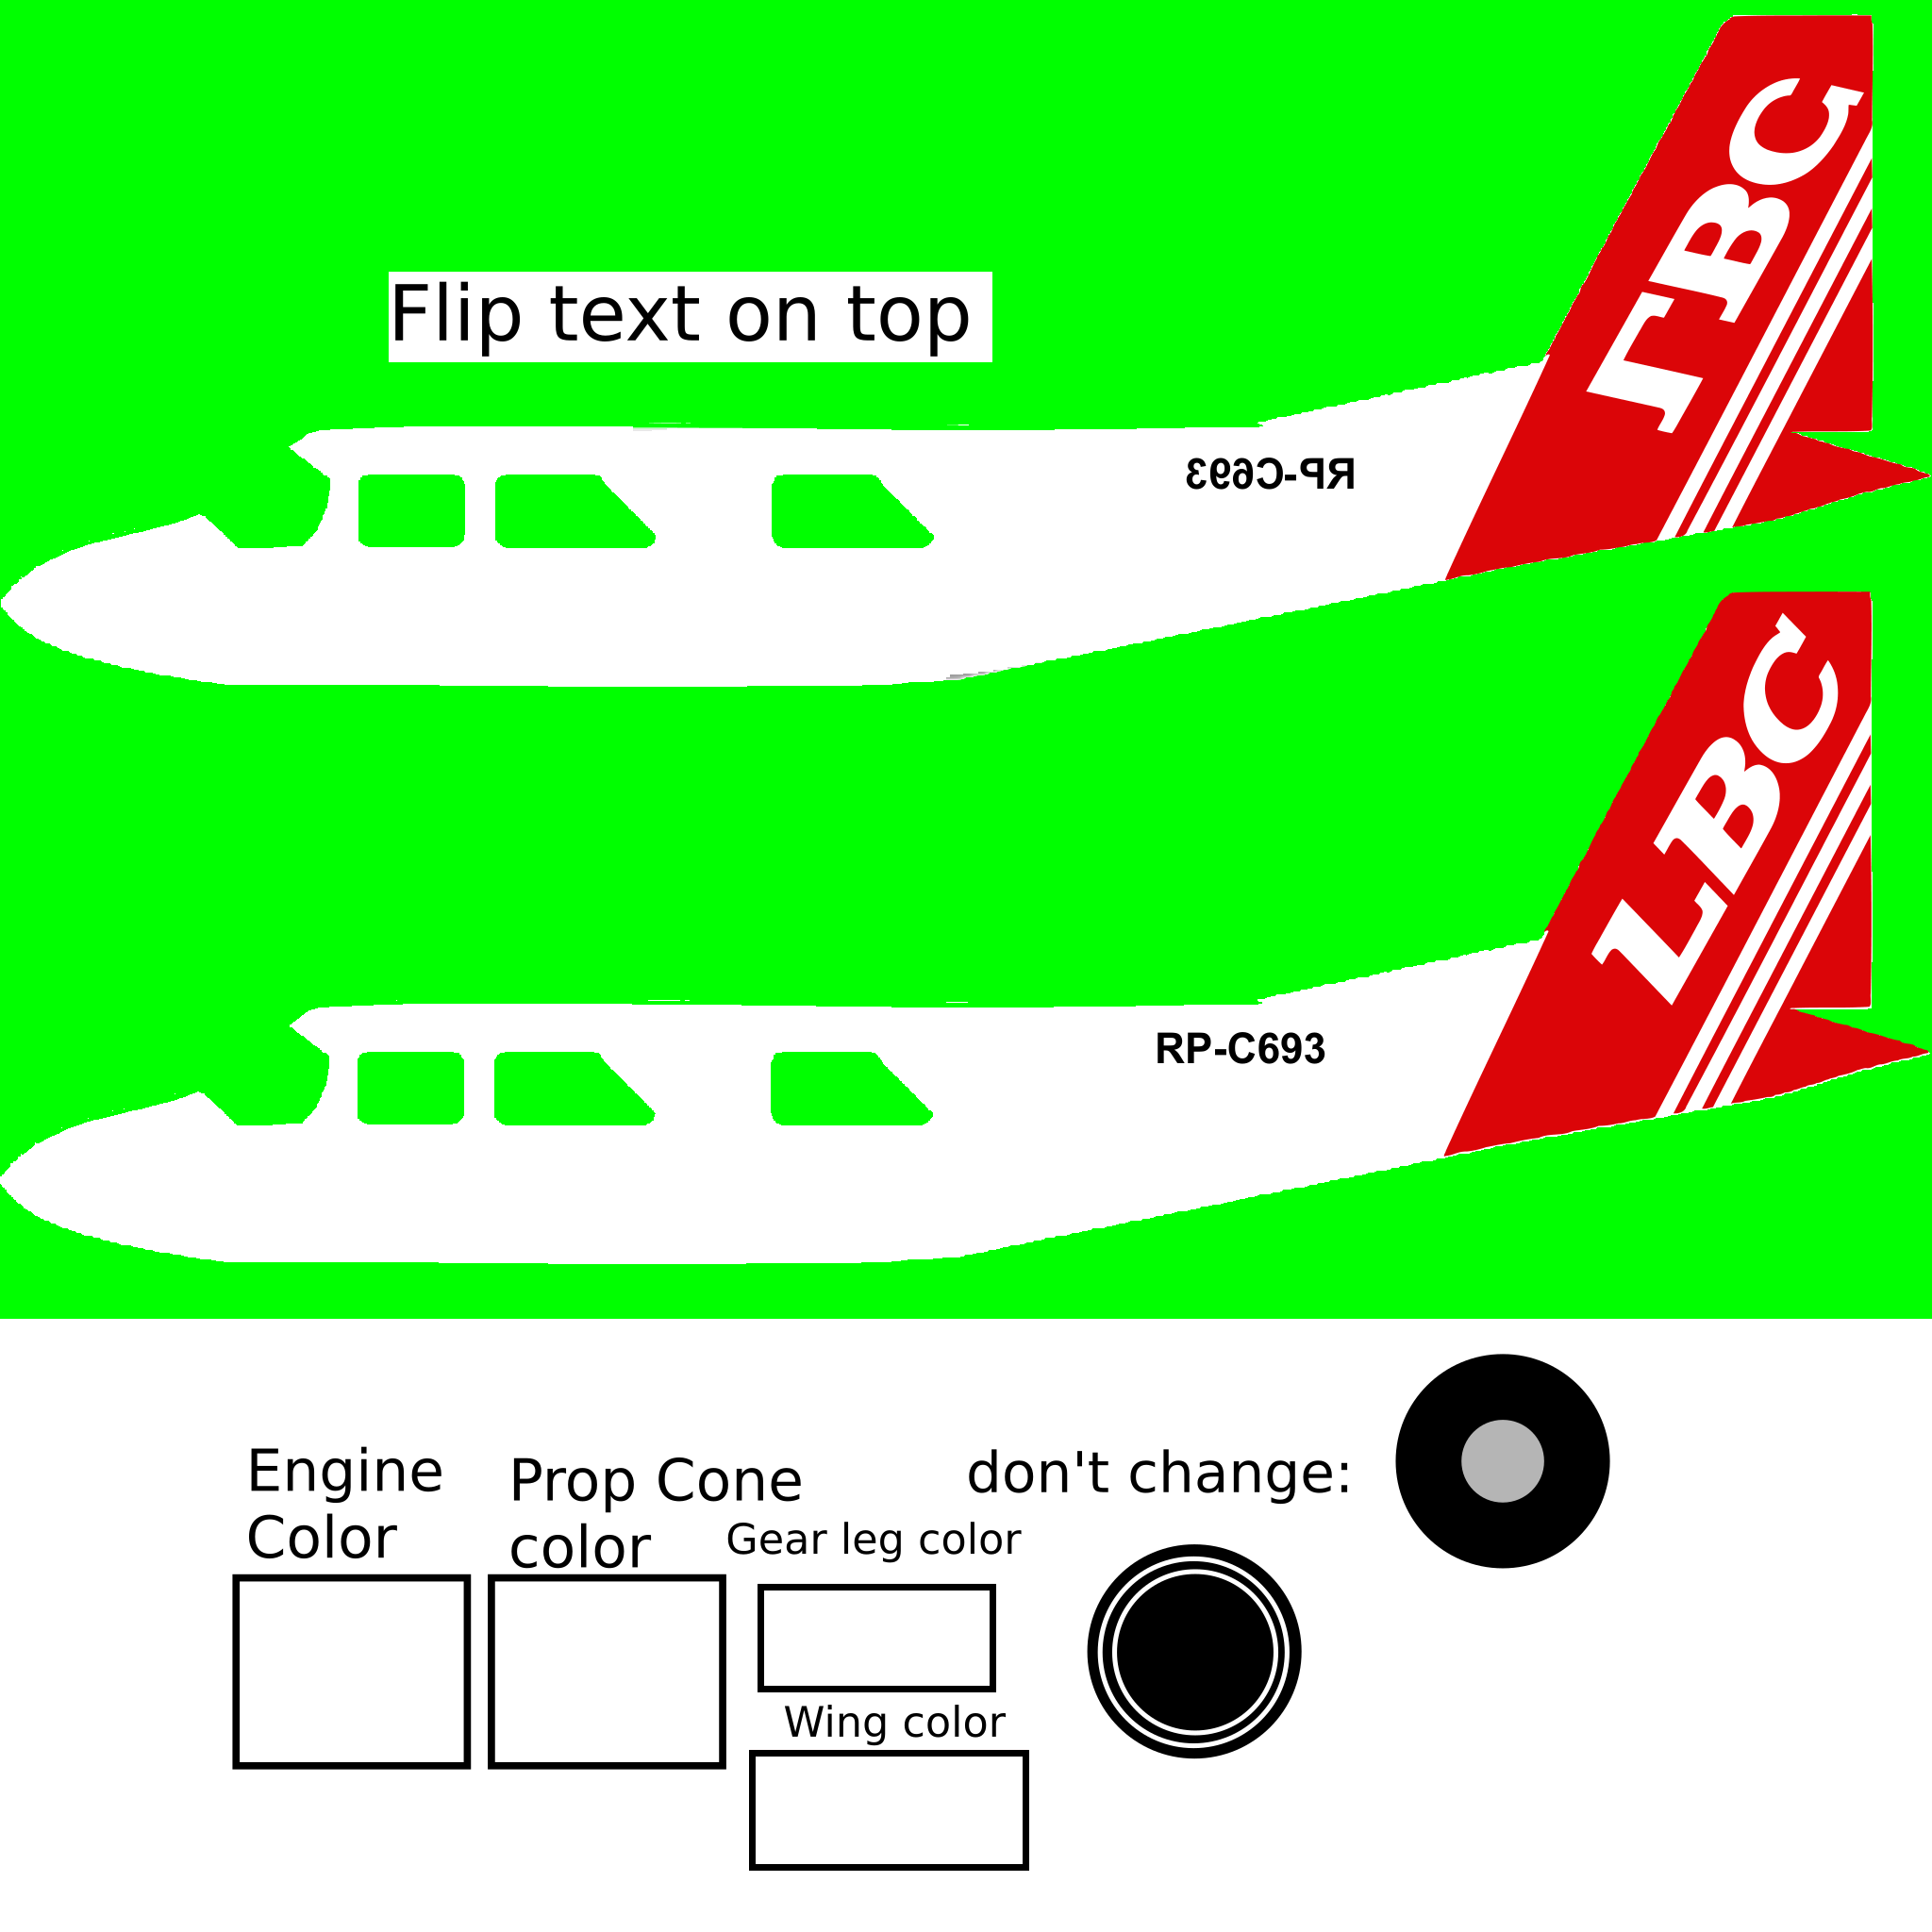 LBC
Flip text on top
RP-C693
LBC
RP-C693
Engine
Color
Prop Cone
color
don't change:
Gear leg color
Wing color